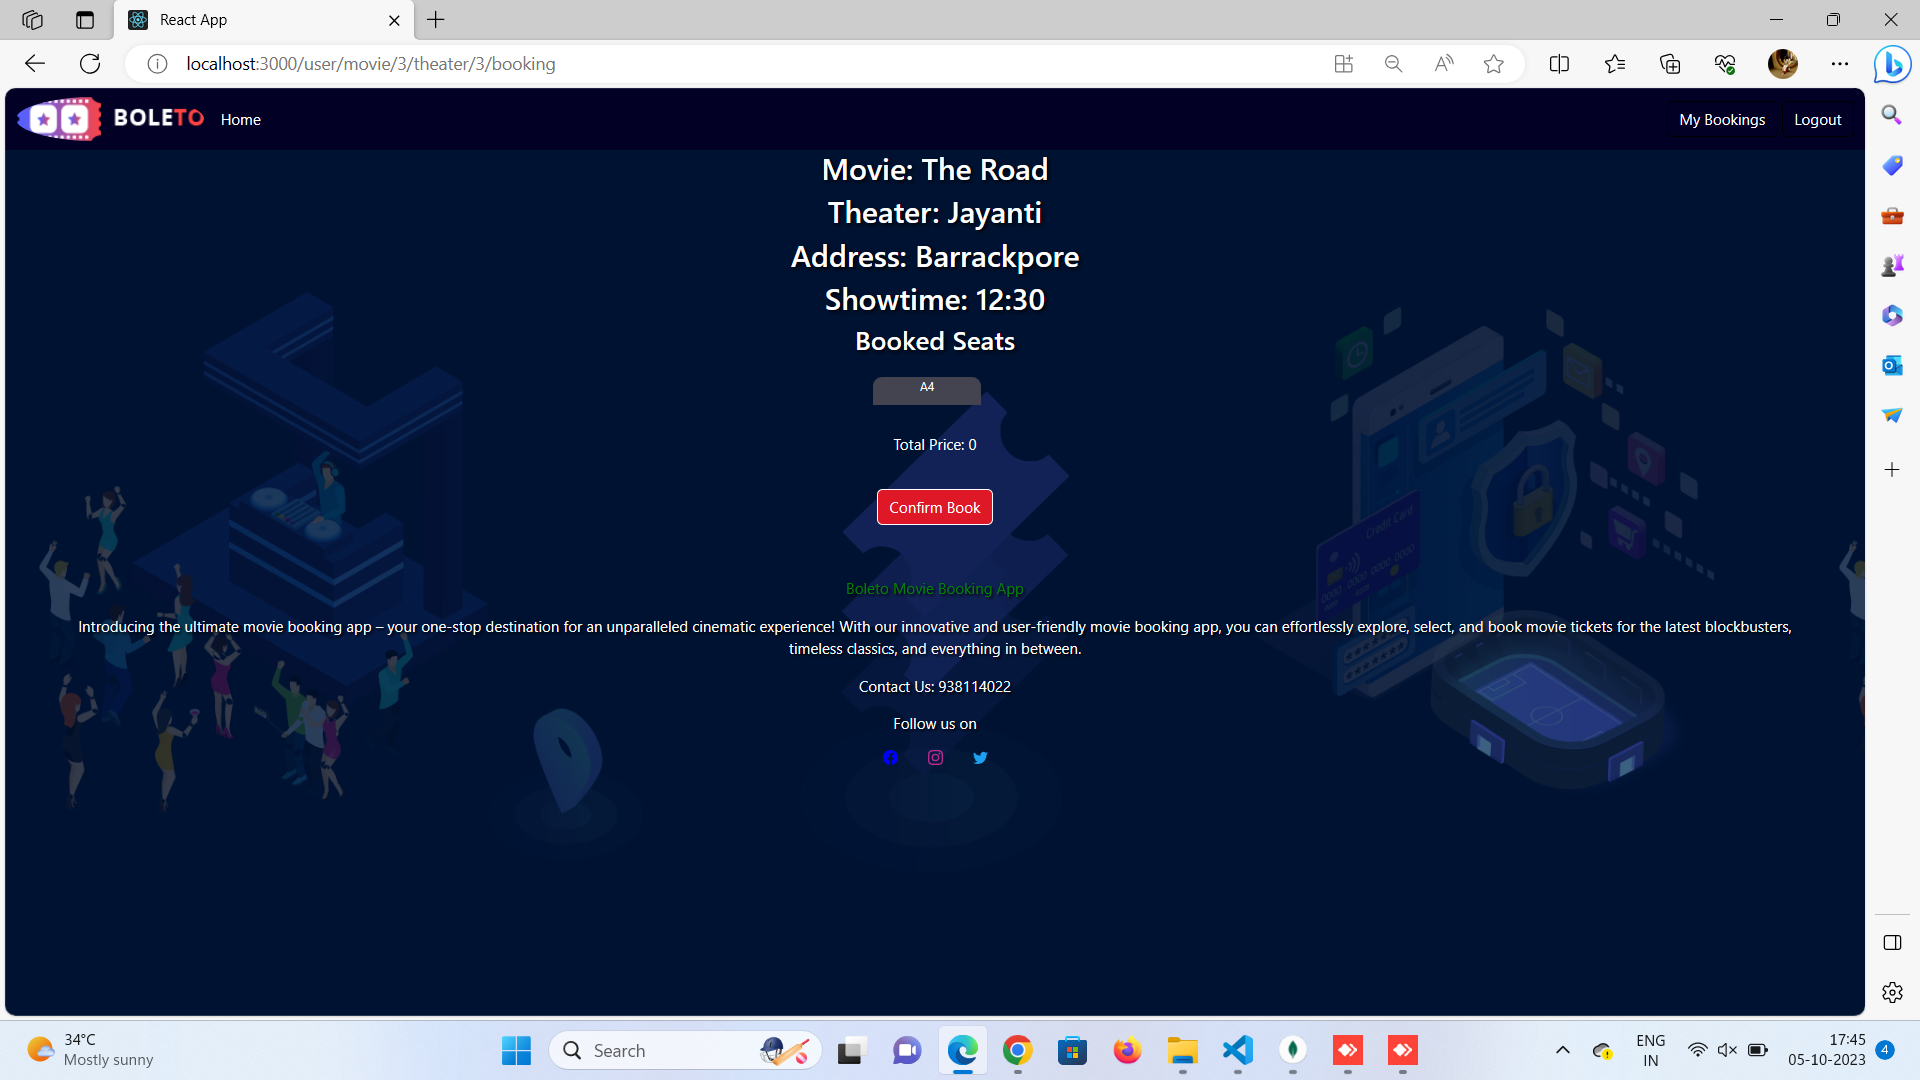 React App
localhost:3000/user/movie/3/theater/3/booking
BOLETO
Home
My Bookings
Logout
Movie: The Road
Theater: Jayanti
Address: Barrackpore
Showtime: 12:30
Booked Seats
A4
Total Price: 0
Confirm Book
Credit Card
Boleto Movie Booking App
Introducing the ultimate movie booking app – your one-stop destination for an unparalleled cinematic experience! With our innovative and user-friendly movie booking app, you can effortlessly explore, select, and book movie tickets for the latest blockbusters,
timeless classics, and everything in between.
Contact Us: 938114022
Follow us on
34°C
Mostly sunny
Search
ENG
IN
17:45
05-10-2023
4